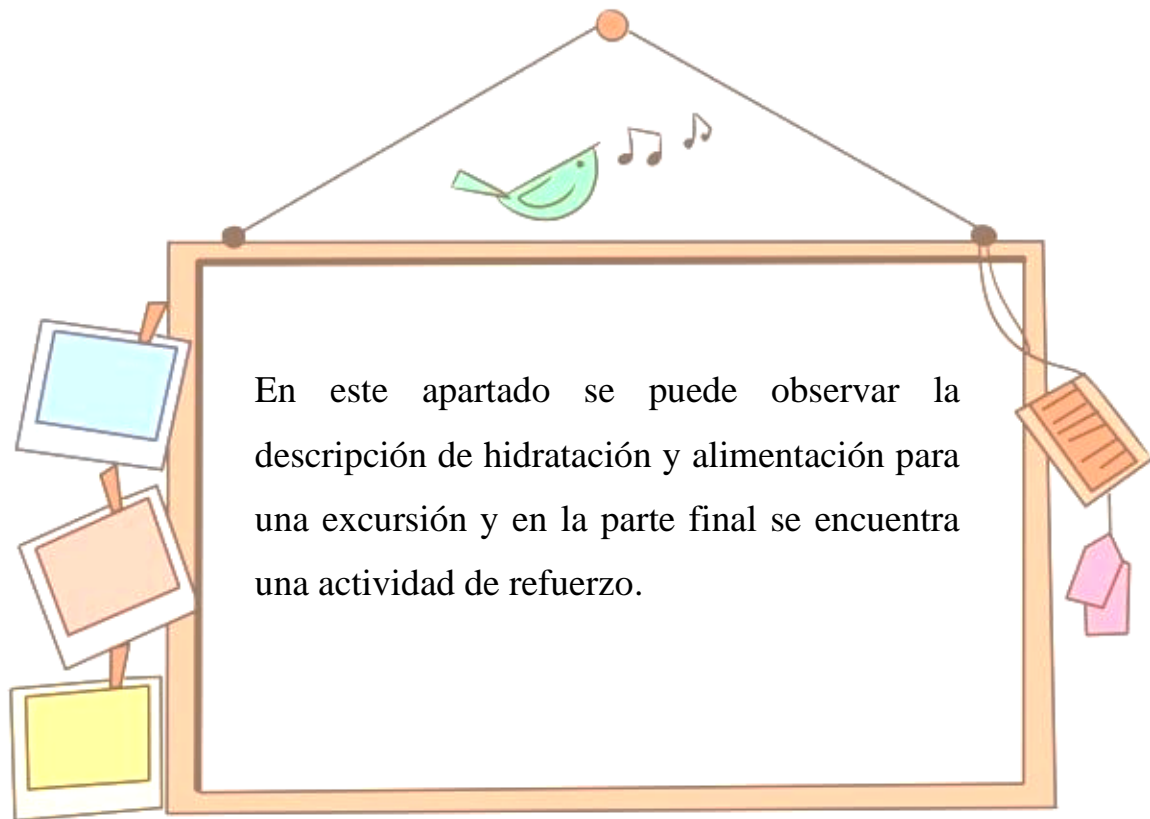 En este apartado se puede observar la
descripción de hidratación y alimentación para
una excursión y en la parte final se encuentra
una actividad de refuerzo.